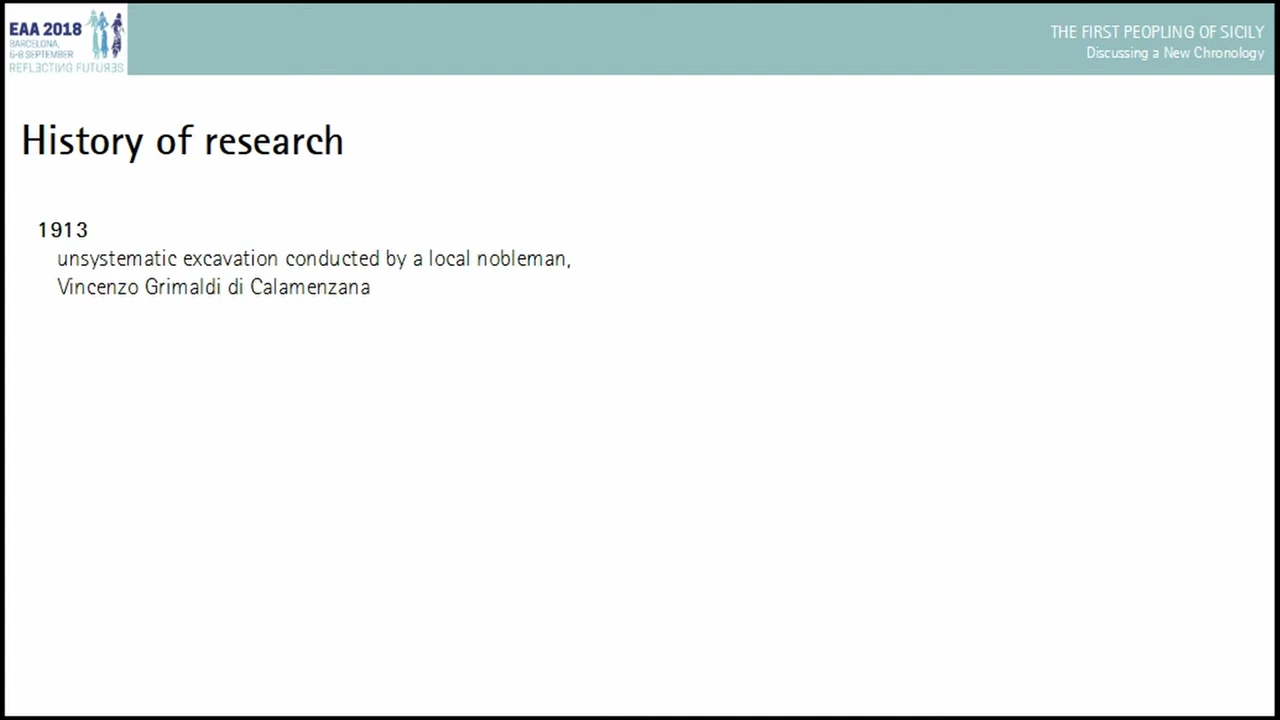 EAA 2018
BARCELONA,
6-8 SEPTEMBER
REFLECTING FUTURES
THE FIRST PEOPLING OF SICILY
Discussing a New Chronology
History of research
1913
unsystematic excavation conducted by a local nobleman,
Vincenzo Grimaldi di Calamenzana